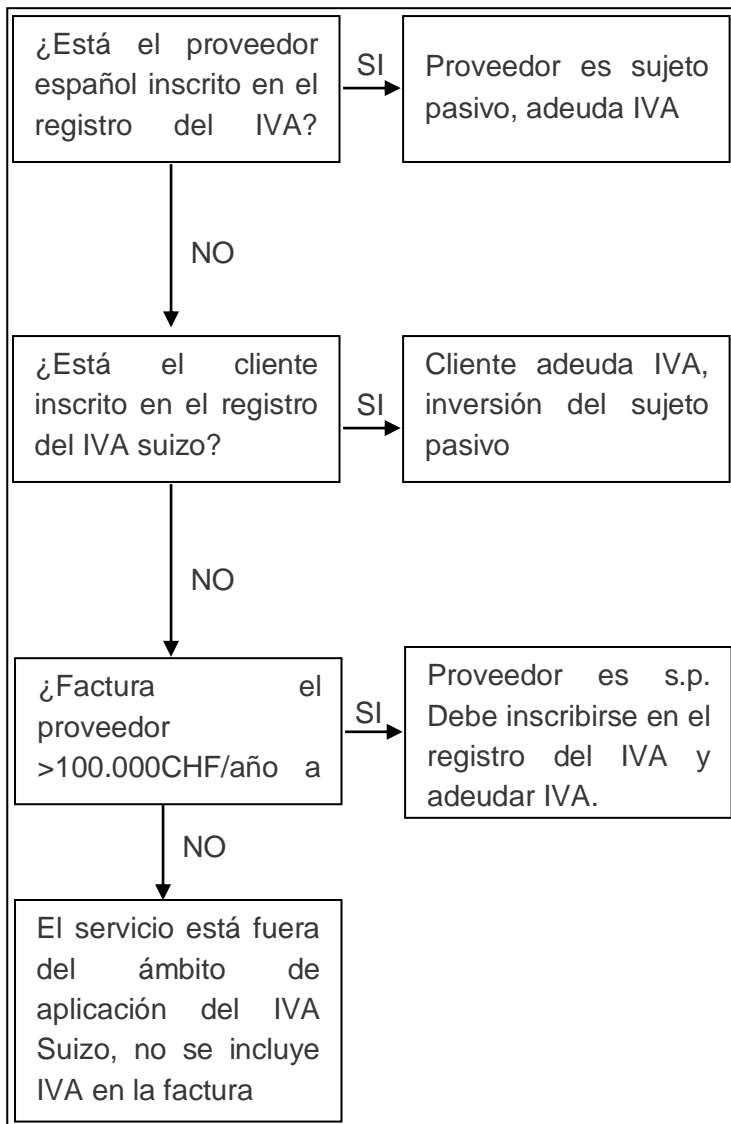 ¿Está el proveedor
español inscrito en el
registro del IVA?
SI
Proveedor es sujeto
pasivo, adeuda IVA
NO
¿Está el cliente
inscrito en el registro
del IVA suizo?
SI
Cliente adeuda IVA,
inversión del sujeto
pasivo
NO
¿Factura el
proveedor
>100.000CHF/año a
SI
Proveedor es s.p.
Debe inscribirse en el
registro del IVA y
adeudar IVA.
NO
El servicio está fuera
del ámbito de
aplicación del IVA
Suizo, no se incluye
IVA en la factura